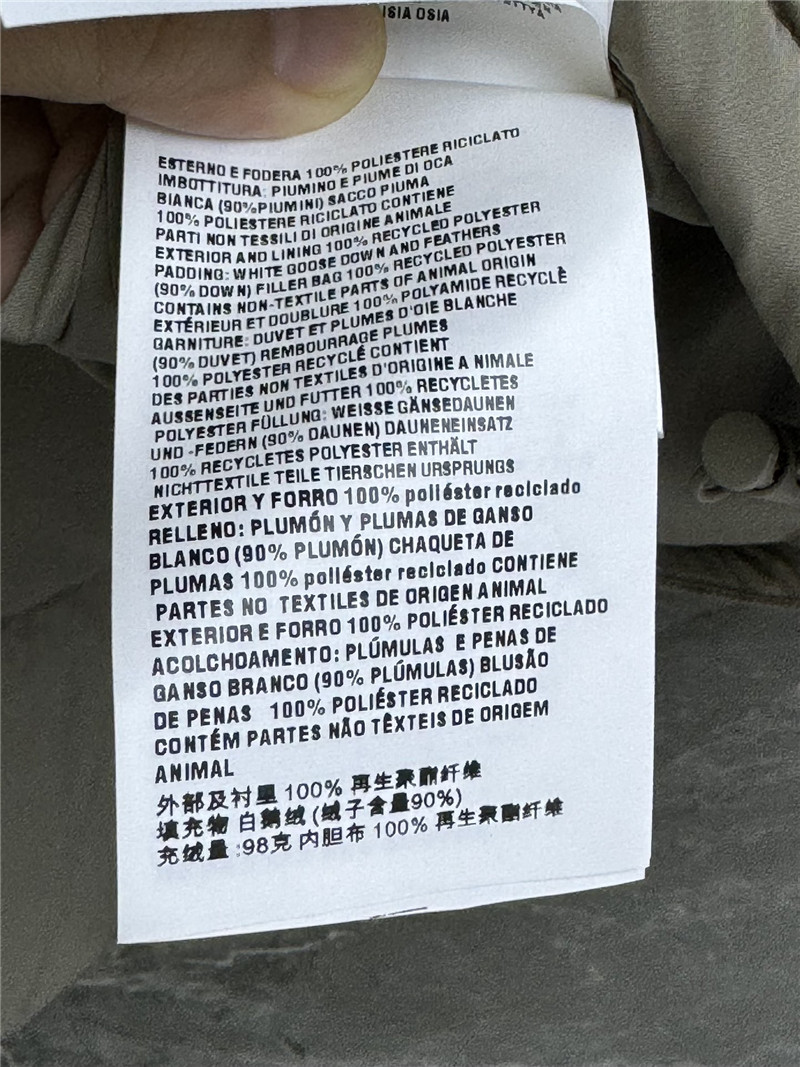 ISIA OSIA
ESTERNO E FODERA 100% POLIESTERE RICICLATO
IMBOTTITURA: PIUMINO E PIUME DI OCA
BIANCA (90%PIUMINI) SACCO PIUMA
100% POLIESTERE RICICLATO CONTIENE
PARTI NON TESSILI DI ORIGINE ANIMALE
EXTERIOR AND LINING 100% RECYCLED POLYESTER
PADDING: WHITE GOOSE DOWN AND FEATHERS
(90% DOWN) FILLER BAG 100% RECYCLED POLYESTER
CONTAINS NON-TEXTILE PARTS OF ANIMAL ORIGIN
EXTÉRIEUR ET DOUBLURE 100% POLYAMIDE RECYCLÈ
GARNITURE: DUVET ET PLUMES D'OIE BLANCHE
(90% DUVET) REMBOURRAGE PLUMES
100% POLYESTER RECYCLÉ CONTIENT
DES PARTIES NON TEXTILES D'ORIGINE A NIMALE
AUSSENSEITE UND FUTTER 100% RECYCLETES
POLYESTER FÜLLUNG: WEISSE GÄNSEDAUNEN
UND -FEDERN (90% DAUNEN) DAUNENEINSATZ
100% RECYCLETES POLYESTER ENTHÄLT
NICHTTEXTILE TEILE TIERSCHEN URSPRUNGS
EXTERIOR Y FORRO 100% poliéster reciclado
RELLENO: PLUMÓN Y PLUMAS DE GANSO
BLANCO (90% PLUMÓN) CHAQUETA DE
PLUMAS 100% poliéster reciclado CONTIENE
PARTES NO TEXTILES DE ORIGEN ANIMAL
EXTERIOR E FORRO 100% POLIÉSTER RECICLADO
ACOLCHOAMENTO: PLÚMULAS E PENAS DE
GANSO BRANCO (90% PLÚMULAS) BLUSÃO
DE PENAS 100% POLIÉSTER RECICLADO
CONTÉM PARTES NÃO TÊXTEIS DE ORIGEM
ANIMAL
外部及衬里 100% 再生聚酯纤维
填充物 白鹅绒 (绒子含量90%)
充绒量:98克 内胆布 100% 再生聚酯纤维